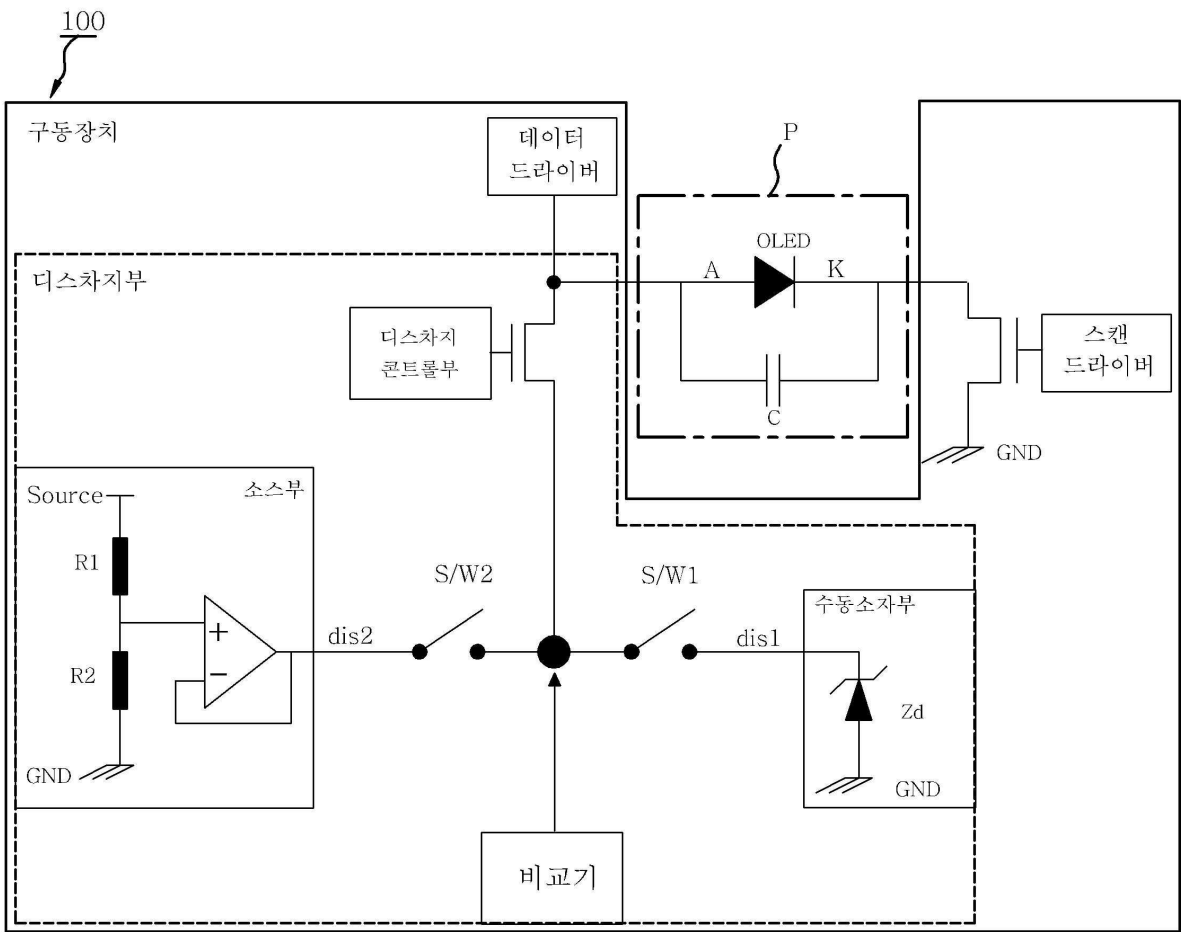 100
구동장치
데이터
드라이버
P
OLED
A
K
C
디스차지부
디스차지
콘트롤부
스캔
드라이버
GND
소스부
Source
R1
R2
GND
+
−
dis2
S/W2
S/W1
dis1
수동소자부
Zd
GND
비교기